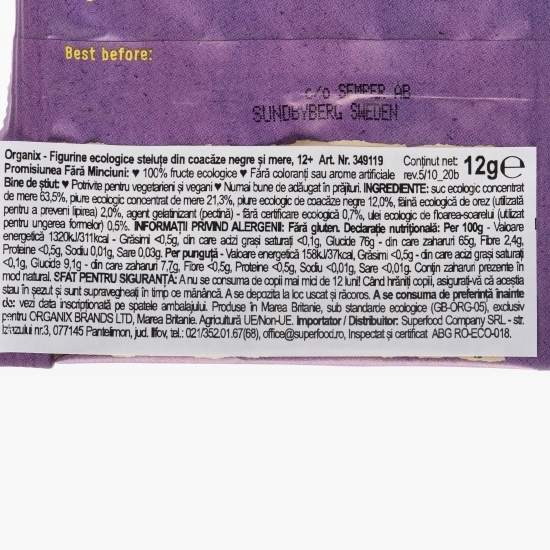 Best before:
c/o SEMPER AB
SUNDBYBERG SWEDEN
Organix - Figurine ecologice steluțe din coacăze negre și mere, 12+ Art. Nr. 349119 Conținut net: 12g℮
Promisiunea Fără Minciuni: ♥ 100% fructe ecologice ♥ Fără coloranți sau arome artificiale rev.5/10_20b
Bine de știut: ♥ Potrivite pentru vegetarieni și vegani ♥ Numai bune de adăugat în prăjituri. INGREDIENTE: suc ecologic concentrat
de mere 63,5%, piure ecologic concentrat de mere 21,3%, piure ecologic de coacăze negre 12,0%, făină ecologică de orez (utilizată
pentru a preveni lipirea) 2,0%, agent gelatinizant (pectină) - fără certificare ecologică 0,7%, ulei ecologic de floarea-soarelui (utilizat
pentru ungerea formelor) 0,5%. INFORMAȚII PRIVIND ALERGENII: Fără gluten. Declarație nutrițională: Per 100g - Valoare
energetică 1320kJ/311kcal - Grăsimi <0,5g, din care acizi grași saturați <0,1g, Glucide 76g - din care zaharuri 65g, Fibre 2,4g,
Proteine <0,5g, Sodiu 0,01g, Sare 0,03g. Per punguță - Valoare energetică 158kJ/37kcal, Grăsimi <0,5g - din care acizi grași saturați
<0,1g, Glucide 9,1g - din care zaharuri 7,7g, Fibre <0,5g, Proteine <0,5g, Sodiu <0,01g, Sare <0,01g. Conțin zaharuri prezente în
mod natural. SFAT PENTRU SIGURANȚĂ: A nu se consuma de copii mai mici de 12 luni! Când hrăniți copii, asigurați-vă că aceștia
stau în șezut și sunt supravegheați în timp ce mănâncă. A se depozita la loc uscat și răcoros. A se consuma de preferință înainte
de: vezi data inscripționată pe spatele ambalajului. Produse în Marea Britanie, sub standarde ecologice (GB-ORG-05), exclusiv
pentru ORGANIX BRANDS LTD, Marea Britanie. Agricultură UE/Non-UE. Importator / Distribuitor: Superfood Company SRL - str.
Iziazului nr.3, 077145 Pantelimon, jud. Ilfov, tel.: 021/352.01.67(68), office@superfood.ro, Inspectat și certificat ABG RO-ECO-018.